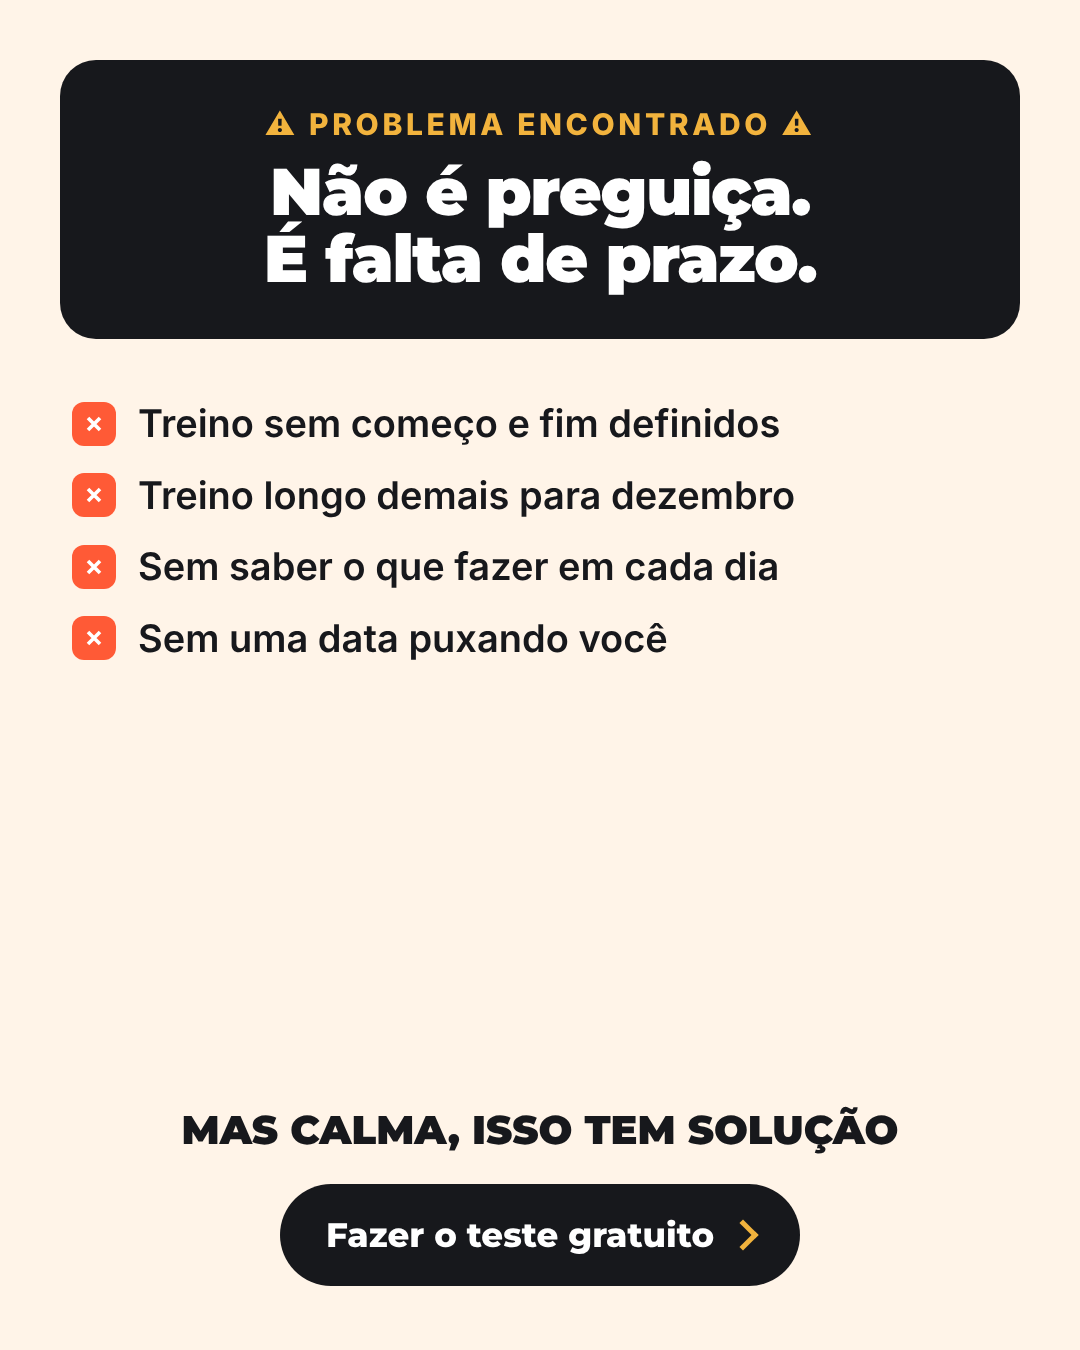 ⚠ PROBLEMA ENCONTRADO ⚠
Não é preguiça.
É falta de prazo.
Treino sem começo e fim definidos
Treino longo demais para dezembro
Sem saber o que fazer em cada dia
Sem uma data puxando você
MAS CALMA, ISSO TEM SOLUÇÃO
Fazer o teste gratuito